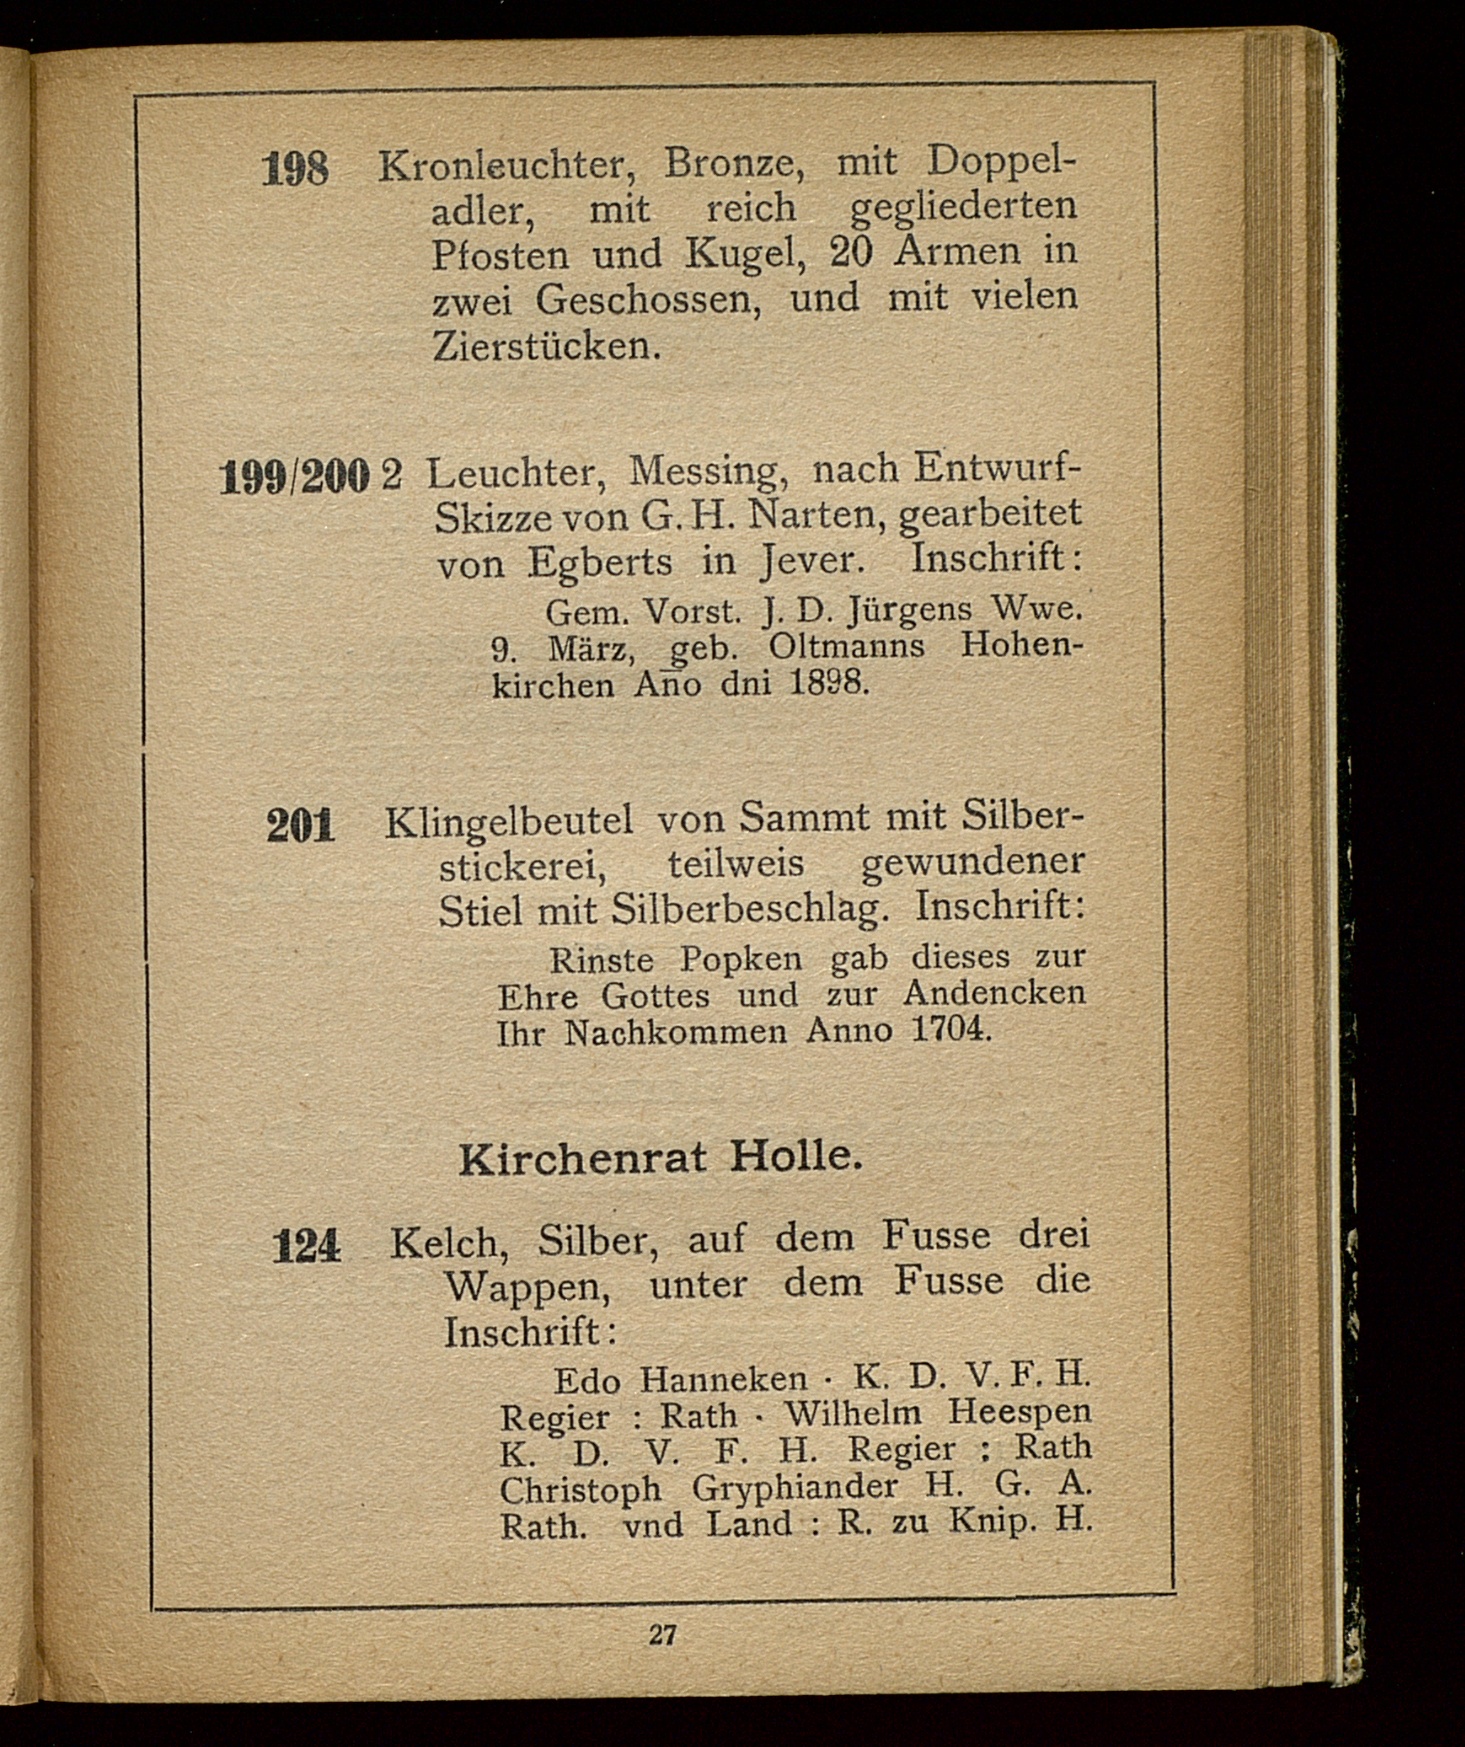 198 Kronleuchter, Bronze, mit Doppel-
adler, mit reich gegliederten
Pfosten und Kugel, 20 Armen in
zwei Geschossen, und mit vielen
Zierstücken.
199/200 2 Leuchter, Messing, nach Entwurf-
Skizze von G. H. Narten, gearbeitet
von Egberts in Jever. Inschrift:
Gem. Vorst. J. D. Jürgens Wwe.
9. März, geb. Oltmanns Hohen-
kirchen Ano dni 1898.
201 Klingelbeutel von Sammt mit Silber-
stickerei, teilweis gewundener
Stiel mit Silberbeschlag. Inschrift:
Rinste Popken gab dieses zur
Ehre Gottes und zur Andencken
Ihr Nachkommen Anno 1704.
Kirchenrat Holle.
124 Kelch, Silber, auf dem Fusse drei
Wappen, unter dem Fusse die
Inschrift:
Edo Hanneken · K. D. V. F. H.
Regier : Rath · Wilhelm Heespen
K. D. V. F. H. Regier : Rath
Christoph Gryphiander H. G. A.
Rath. vnd Land : R. zu Knip. H.
27